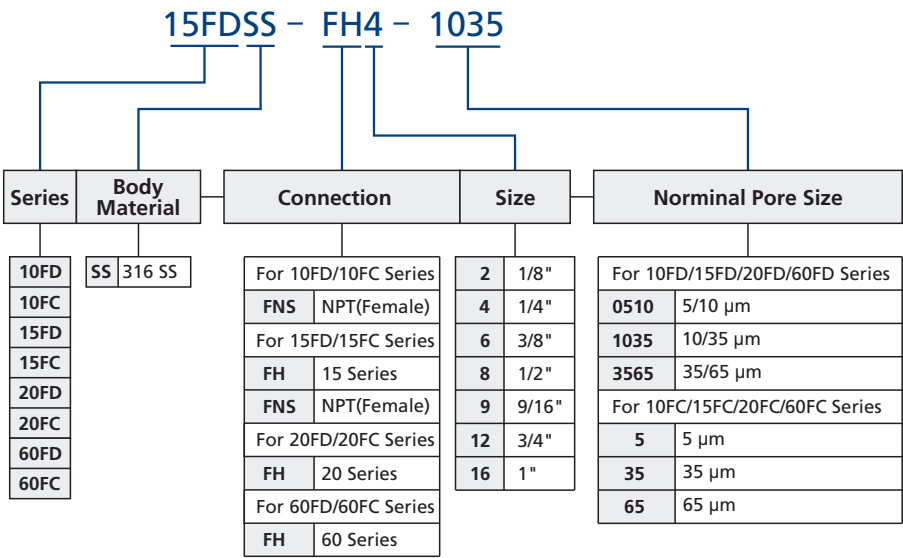 15FDSS – FH4 – 1035
Series
Body
Material
Connection
Size
Norminal Pore Size
10FD
10FC
15FD
15FC
20FD
20FC
60FD
60FC
SS 316 SS
For 10FD/10FC Series
FNS NPT(Female)
For 15FD/15FC Series
FH 15 Series
FNS NPT(Female)
For 20FD/20FC Series
FH 20 Series
For 60FD/60FC Series
FH 60 Series
2 1/8"
4 1/4"
6 3/8"
8 1/2"
9 9/16"
12 3/4"
16 1"
For 10FD/15FD/20FD/60FD Series
0510 5/10 µm
1035 10/35 µm
3565 35/65 µm
For 10FC/15FC/20FC/60FC Series
5 5 µm
35 35 µm
65 65 µm